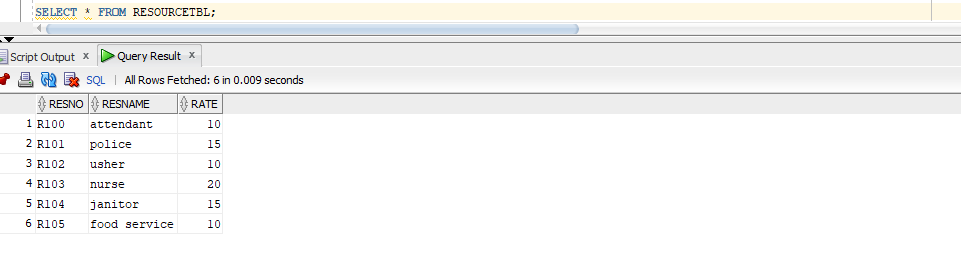 SELECT * FROM RESOURCETBL;
Script Output x Query Result x
SQL | All Rows Fetched: 6 in 0.009 seconds
RESNO RESNAME RATE
1 R100 attendant 10
2 R101 police 15
3 R102 usher 10
4 R103 nurse 20
5 R104 janitor 15
6 R105 food service 10